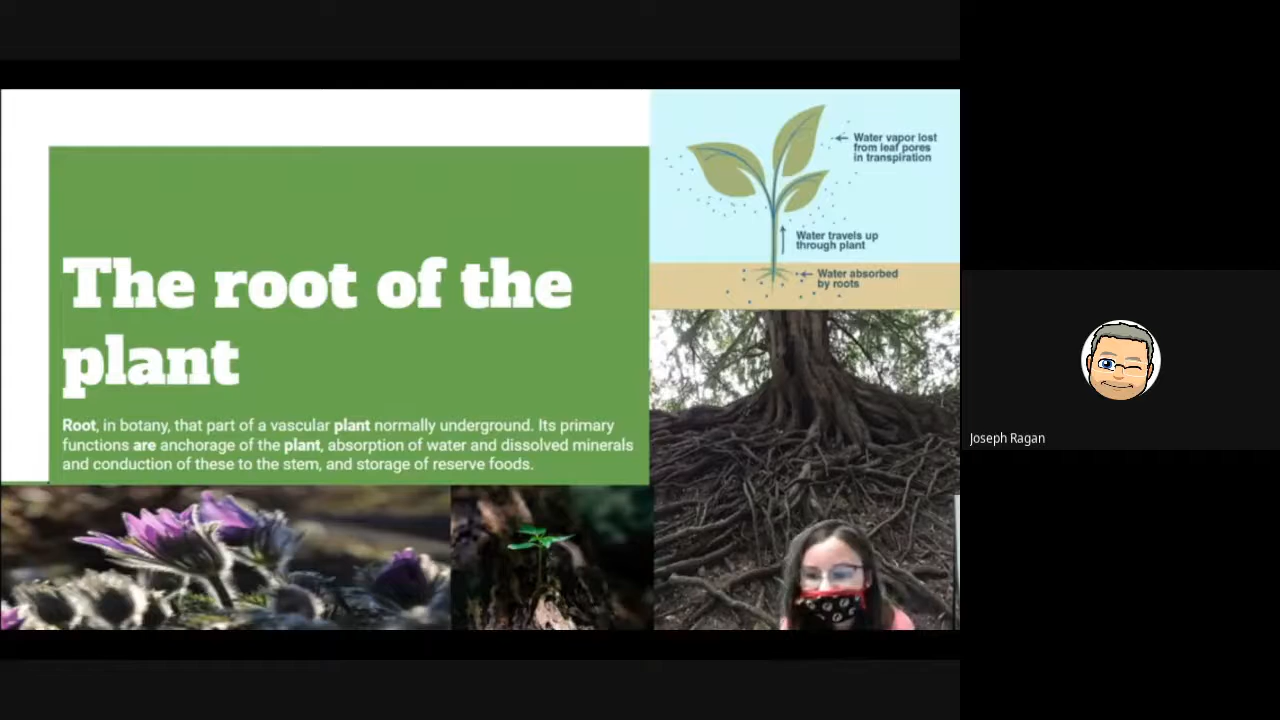 The root of the
plant
Root, in botany, that part of a vascular plant normally underground. Its primary
functions are anchorage of the plant, absorption of water and dissolved minerals
and conduction of these to the stem, and storage of reserve foods.
Water vapor lost
from leaf pores
in transpiration
Water travels up
through plant
Water absorbed
by roots
Joseph Ragan